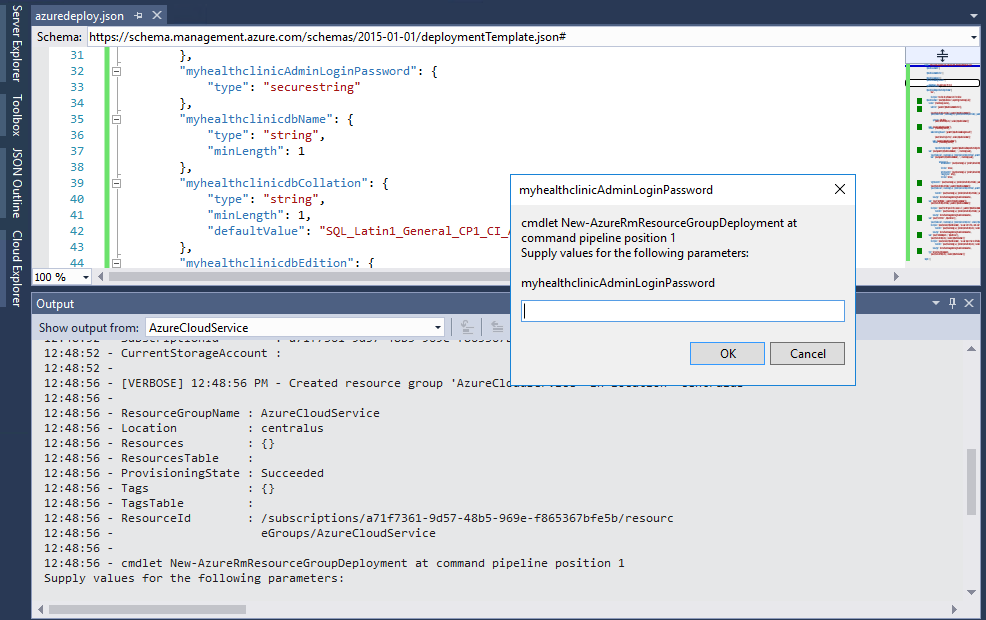 Server Explorer
Toolbox
JSON Outline
Cloud Explorer
azuredeploy.json
Schema: https://schema.management.azure.com/schemas/2015-01-01/deploymentTemplate.json#
31 },
32 "myhealthclinicAdminLoginPassword": {
33 "type": "securestring"
34 },
35 "myhealthclinicdbName": {
36 "type": "string",
37 "minLength": 1
38 },
39 "myhealthclinicdbCollation": {
40 "type": "string",
41 "minLength": 1,
42 "defaultValue": "SQL_Latin1_General_CP1_CI_
43 },
44 "myhealthclinicdbEdition": {
100 %
myhealthclinicAdminLoginPassword
cmdlet New-AzureRmResourceGroupDeployment at
command pipeline position 1
Supply values for the following parameters:
myhealthclinicAdminLoginPassword
OK Cancel
Output
Show output from: AzureCloudService
12:48:52 - CurrentStorageAccount :
12:48:52 -
12:48:56 - [VERBOSE] 12:48:56 PM - Created resource group
12:48:56 -
12:48:56 - ResourceGroupName : AzureCloudService
12:48:56 - Location : centralus
12:48:56 - Resources : {}
12:48:56 - ResourcesTable :
12:48:56 - ProvisioningState : Succeeded
12:48:56 - Tags : {}
12:48:56 - TagsTable :
12:48:56 - ResourceId : /subscriptions/a71f7361-9d57-48b5-969e-f865367bfe5b/resourc
12:48:56 - eGroups/AzureCloudService
12:48:56 -
12:48:56 - cmdlet New-AzureRmResourceGroupDeployment at command pipeline position 1
Supply values for the following parameters: